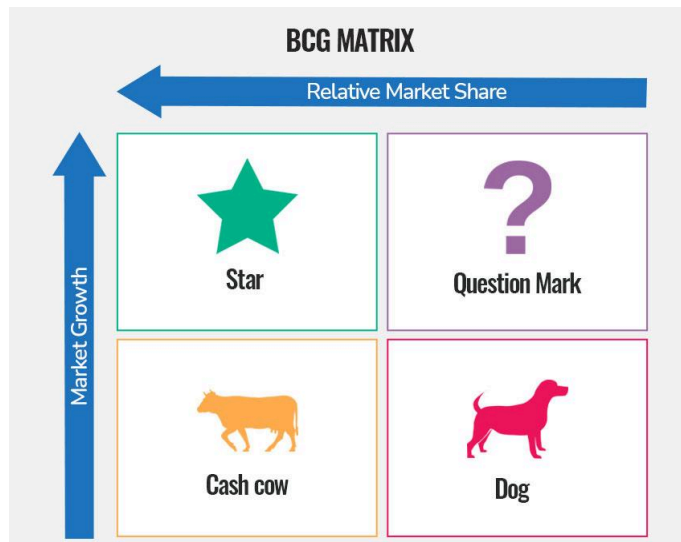 BCG MATRIX
Relative Market Share
Market Growth
Star
?
Question Mark
Cash cow
Dog